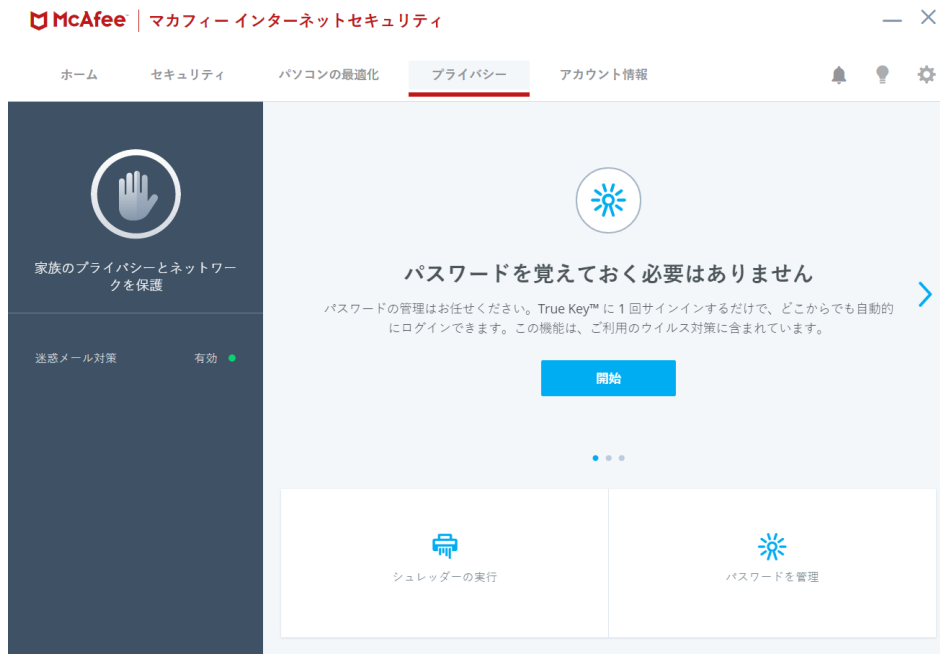 McAfee™ マカフィー インターネットセキュリティ
ホーム セキュリティ パソコンの最適化 プライバシー アカウント情報
家族のプライバシーとネットワー
クを保護
迷惑メール対策 有効
パスワードを覚えておく必要はありません
パスワードの管理はお任せください。True Key™ に 1 回サインインするだけで、どこからでも自動的
にログインできます。この機能は、ご利用のウイルス対策に含まれています。
開始
シュレッダーの実行 パスワードを管理